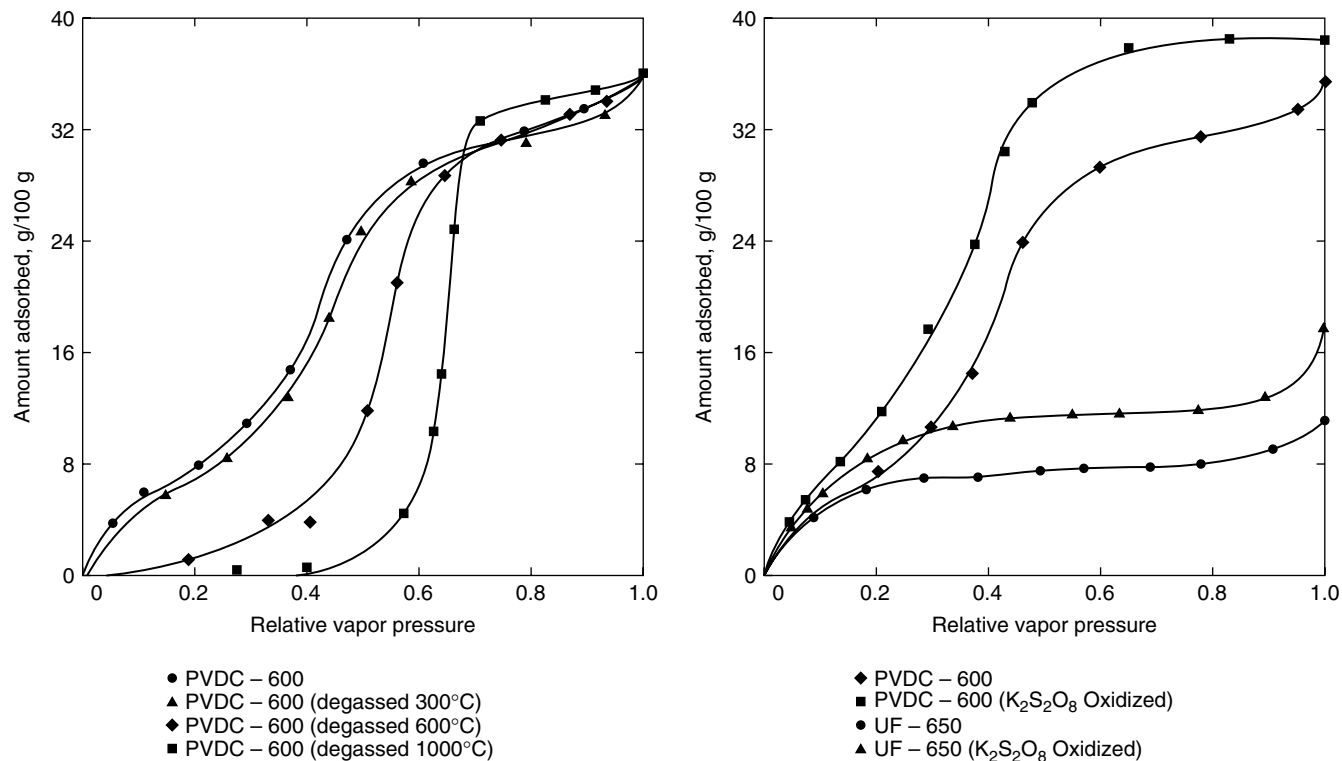 40
32
24
16
8
0
Amount adsorbed, g/100 g
0 0.2 0.4 0.6 0.8 1.0
Relative vapor pressure
PVDC – 600
PVDC – 600 (degassed 300°C)
PVDC – 600 (degassed 600°C)
PVDC – 600 (degassed 1000°C)
40
32
24
16
8
0
Amount adsorbed, g/100 g
0 0.2 0.4 0.6 0.8 1.0
Relative vapor pressure
PVDC – 600
PVDC – 600 (K₂S₂O₈ Oxidized)
UF – 650
UF – 650 (K₂S₂O₈ Oxidized)